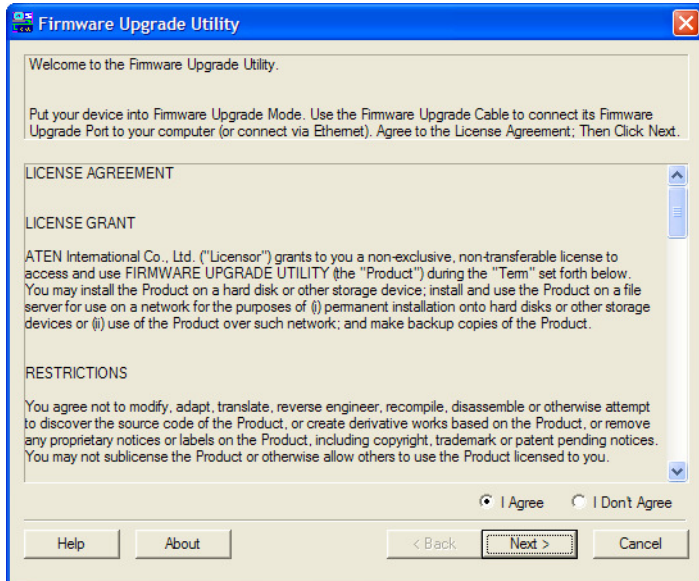 Firmware Upgrade Utility
Welcome to the Firmware Upgrade Utility.
Put your device into Firmware Upgrade Mode. Use the Firmware Upgrade Cable to connect its Firmware
Upgrade Port to your computer (or connect via Ethernet). Agree to the License Agreement; Then Click Next.
LICENSE AGREEMENT
LICENSE GRANT
ATEN International Co., Ltd. ("Licensor") grants to you a non-exclusive, non-transferable license to
access and use FIRMWARE UPGRADE UTILITY (the "Product") during the "Term" set forth below.
You may install the Product on a hard disk or other storage device; install and use the Product on a file
server for use on a network for the purposes of (i) permanent installation onto hard disks or other storage
devices or (ii) use of the Product over such network; and make backup copies of the Product.
RESTRICTIONS
You agree not to modify, adapt, translate, reverse engineer, recompile, disassemble or otherwise attempt
to discover the source code of the Product, or create derivative works based on the Product, or remove
any proprietary notices or labels on the Product, including copyright, trademark or patent pending notices.
You may not sublicense the Product or otherwise allow others to use the Product licensed to you.
I Agree I Don't Agree
Help About < Back Next > Cancel